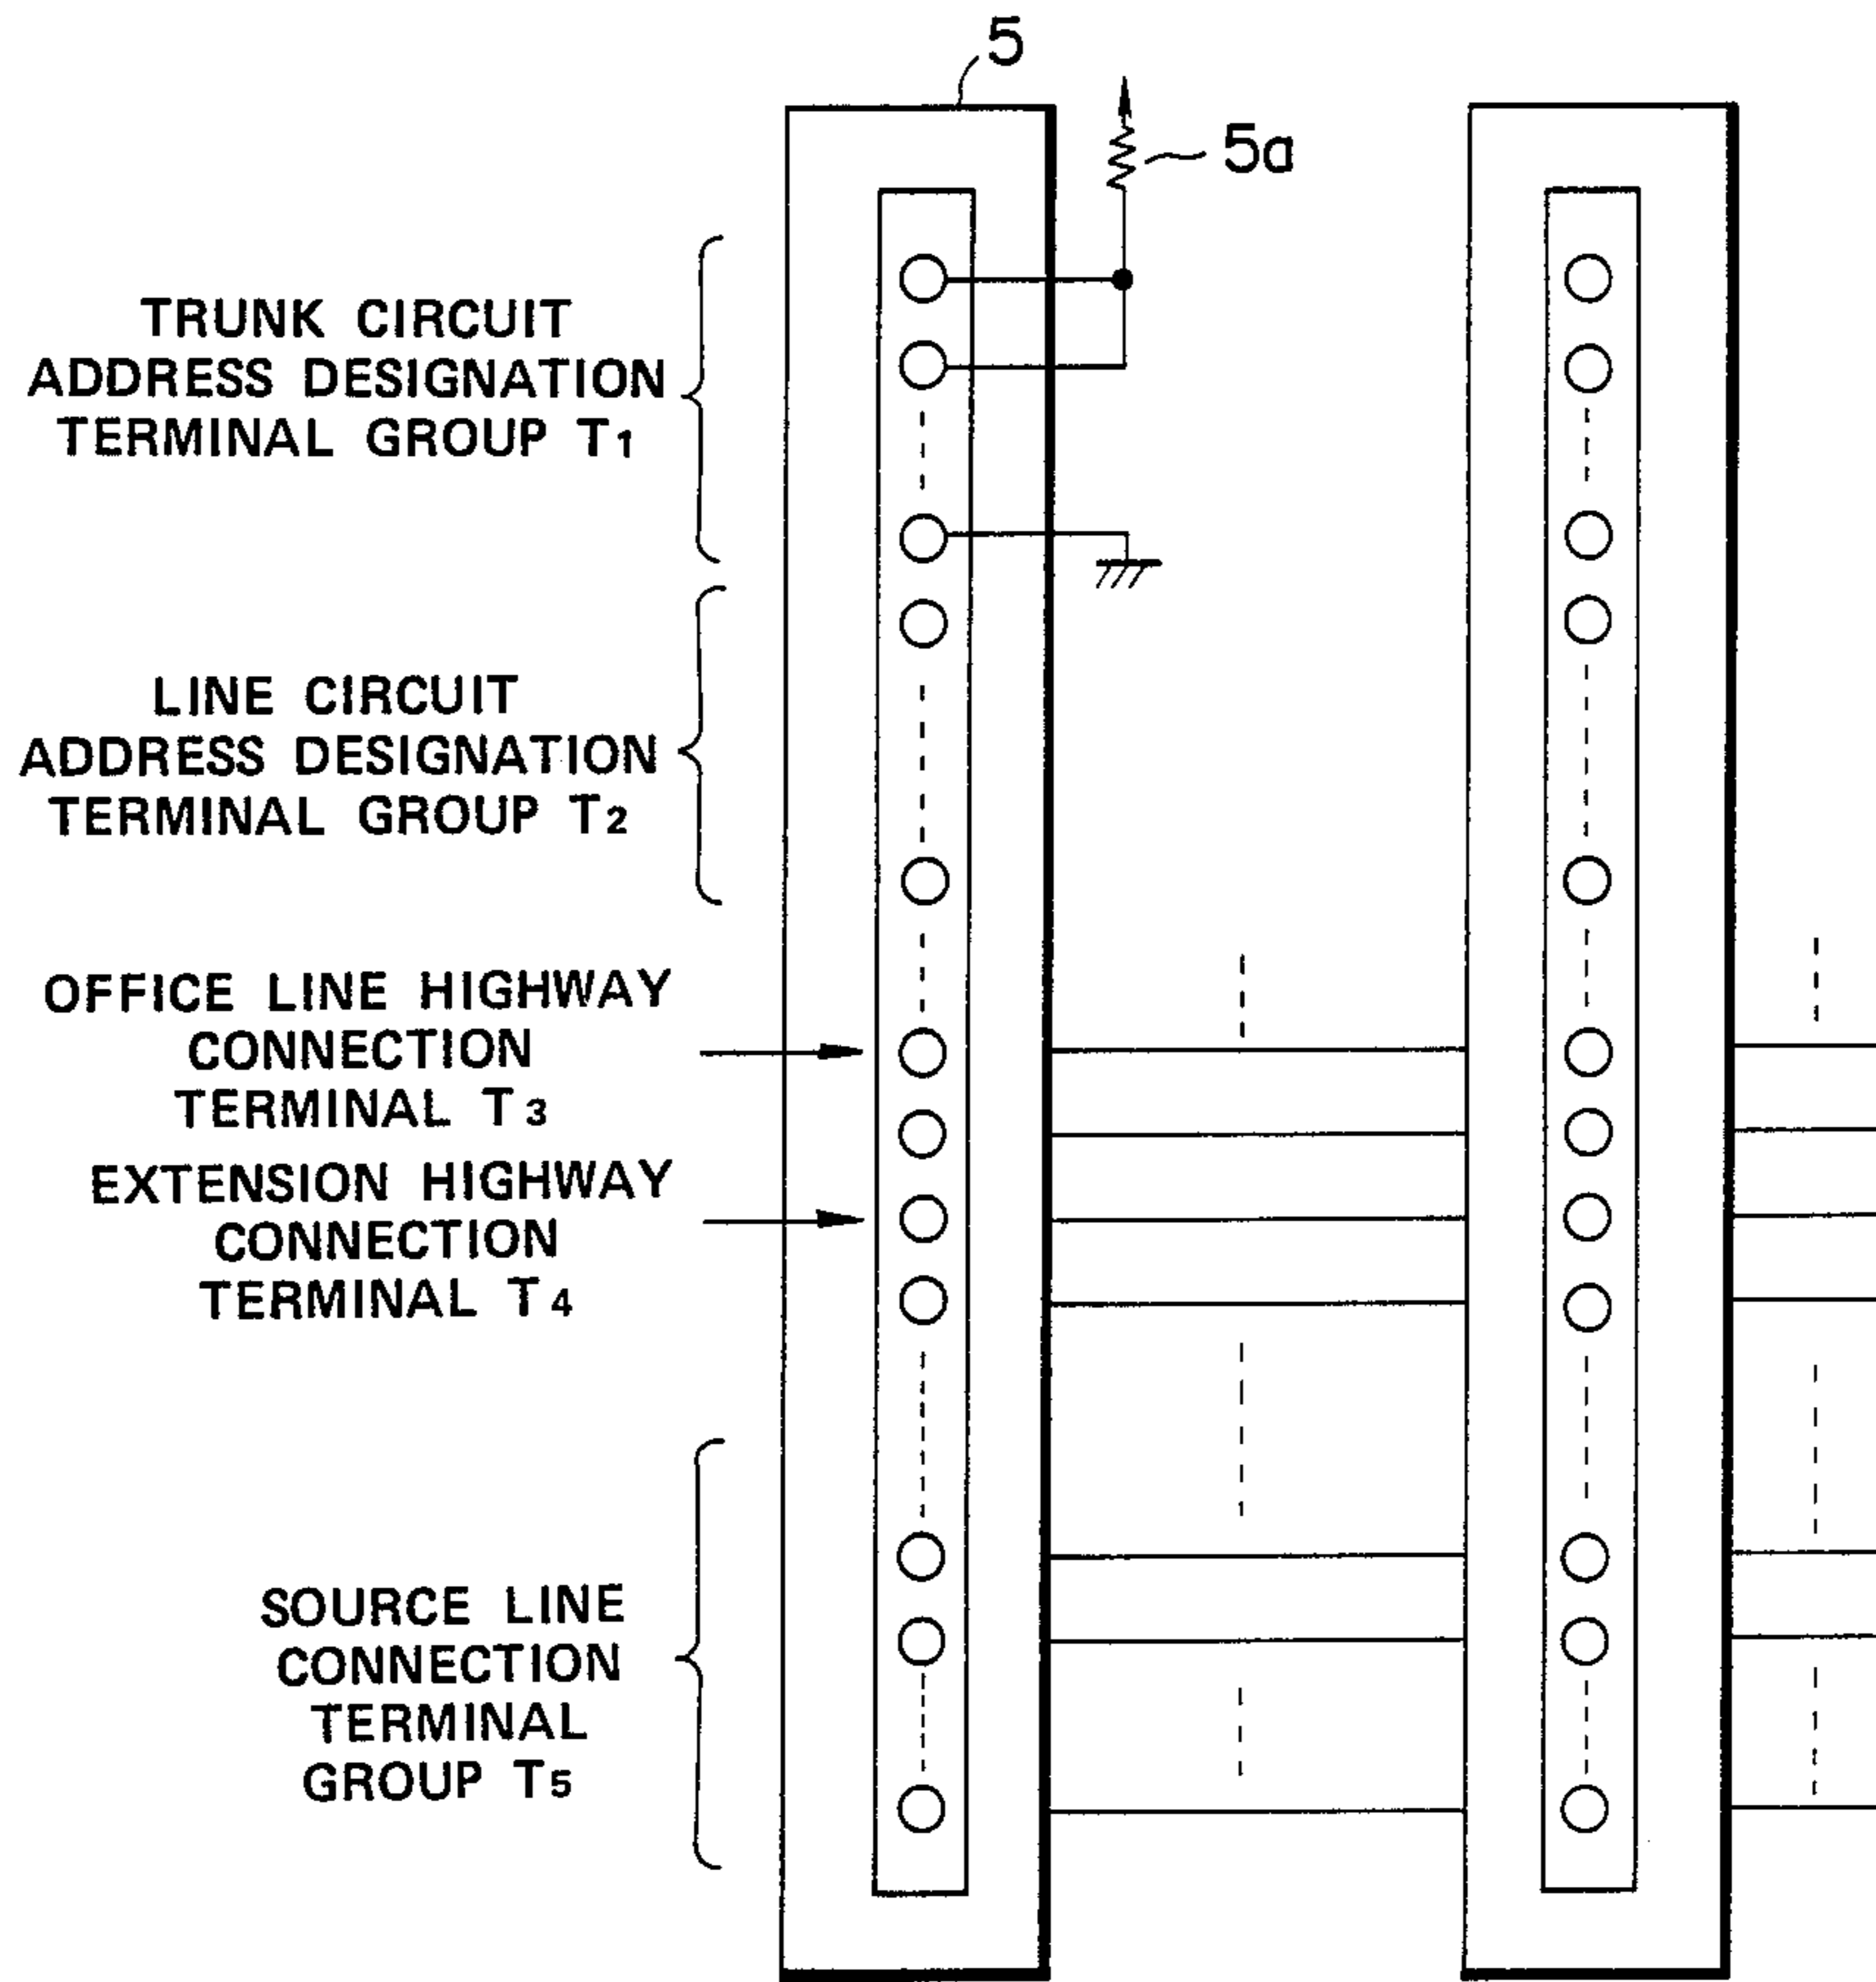 5
5a
TRUNK CIRCUIT
ADDRESS DESIGNATION
TERMINAL GROUP T1
LINE CIRCUIT
ADDRESS DESIGNATION
TERMINAL GROUP T2
OFFICE LINE HIGHWAY
CONNECTION
TERMINAL T3
EXTENSION HIGHWAY
CONNECTION
TERMINAL T4
SOURCE LINE
CONNECTION
TERMINAL
GROUP T5